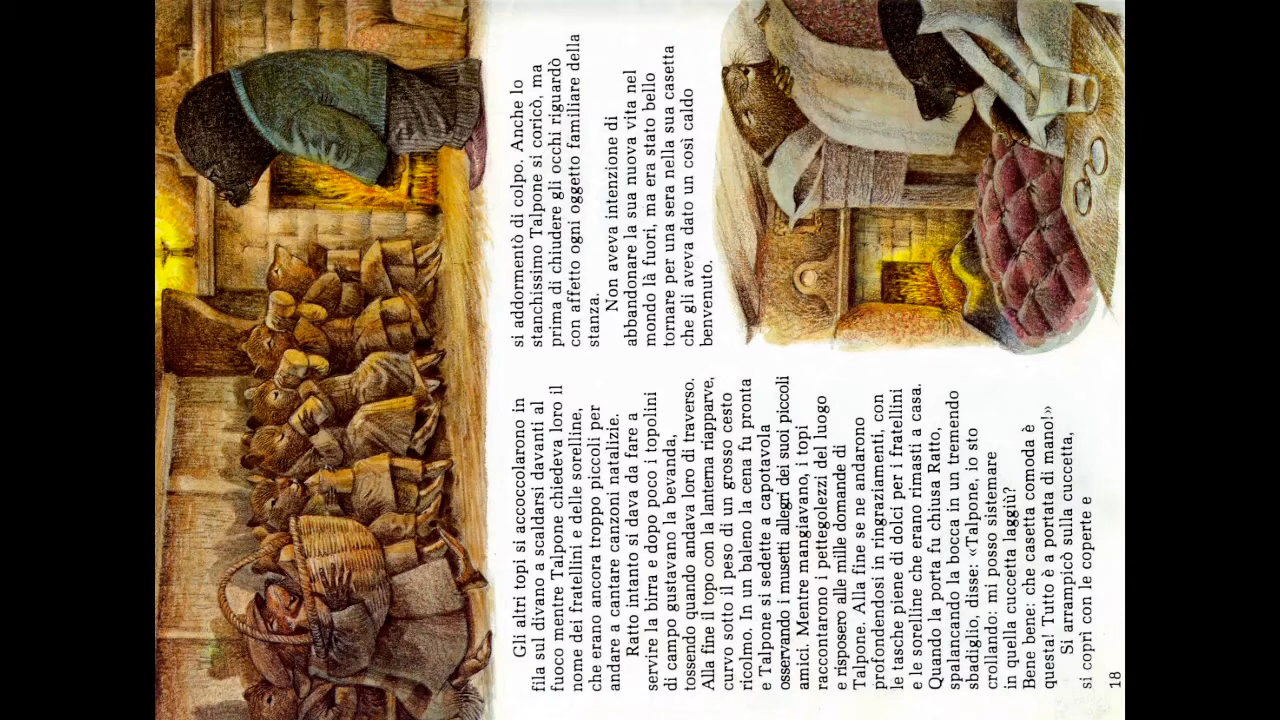 Gli altri topi si accoccolarono in
fila sul divano a scaldarsi davanti al
fuoco mentre Talpone chiedeva loro il
nome dei fratellini e delle sorelline,
che erano ancora troppo piccoli per
andare a cantare canzoni natalizie.
Ratto intanto si dava da fare a
servire la birra e dopo poco i topolini
di campo gustavano la bevanda,
tossendo quando andava loro di traverso.
Alla fine il topo con la lanterna riapparve,
curvo sotto il peso di un grosso cesto
ricolmo. In un baleno la cena fu pronta
e Talpone si sedette a capotavola
osservando i musetti allegri dei suoi piccoli
amici. Mentre mangiavano, i topi
raccontarono i pettegolezzi del luogo
e risposero alle mille domande di
Talpone. Alla fine se ne andarono
profondendosi in ringraziamenti, con
le tasche piene di dolci per i fratellini
e le sorelline che erano rimasti a casa.
Quando la porta fu chiusa Ratto,
spalancando la bocca in un tremendo
sbadiglio, disse: «Talpone, io sto
crollando: mi posso sistemare
in quella cuccetta laggiù?
Bene bene: che casetta comoda è
questa! Tutto è a portata di mano!»
Si arrampicò sulla cuccetta,
si coprì con le coperte e
si addormentò di colpo. Anche lo
stanchissimo Talpone si coricò, ma
prima di chiudere gli occhi riguardò
con affetto ogni oggetto familiare della
stanza.
Non aveva intenzione di
abbandonare la sua nuova vita nel
mondo là fuori, ma era stato bello
tornare per una sera nella sua casetta
che gli aveva dato un così caldo
benvenuto.
18